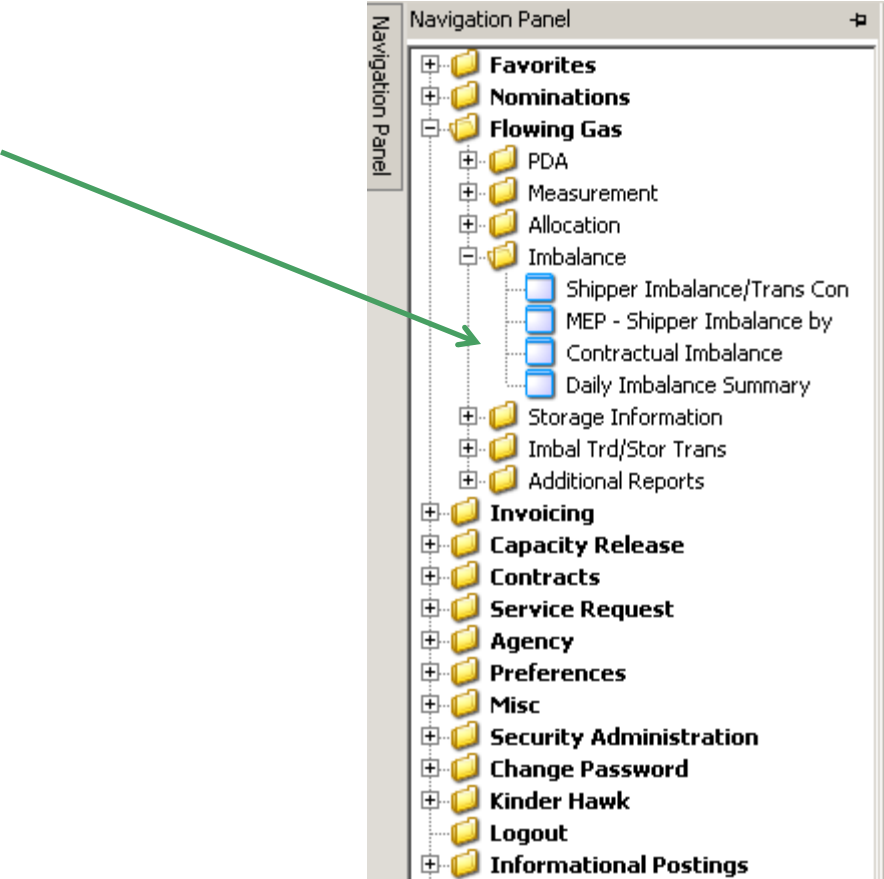 Navigation Panel
Navigation Panel
Favorites
Nominations
Flowing Gas
PDA
Measurement
Allocation
Imbalance
Shipper Imbalance/Trans Con
MEP - Shipper Imbalance by
Contractual Imbalance
Daily Imbalance Summary
Storage Information
Imbal Trd/Stor Trans
Additional Reports
Invoicing
Capacity Release
Contracts
Service Request
Agency
Preferences
Misc
Security Administration
Change Password
Kinder Hawk
Logout
Informational Postings